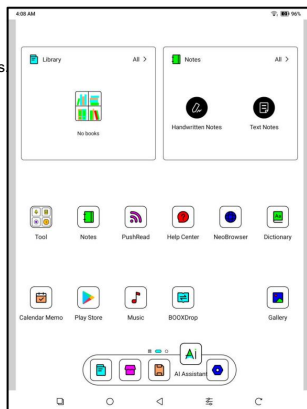 4:08 AM 96%
s.
Library All >
Notes All >
No books
Handwritten Notes Text Notes
Tool Notes PushRead Help Center NeoBrowser Dictionary
Calendar Memo Play Store Music BOOXDrop Gallery
Ai
AI Assistant